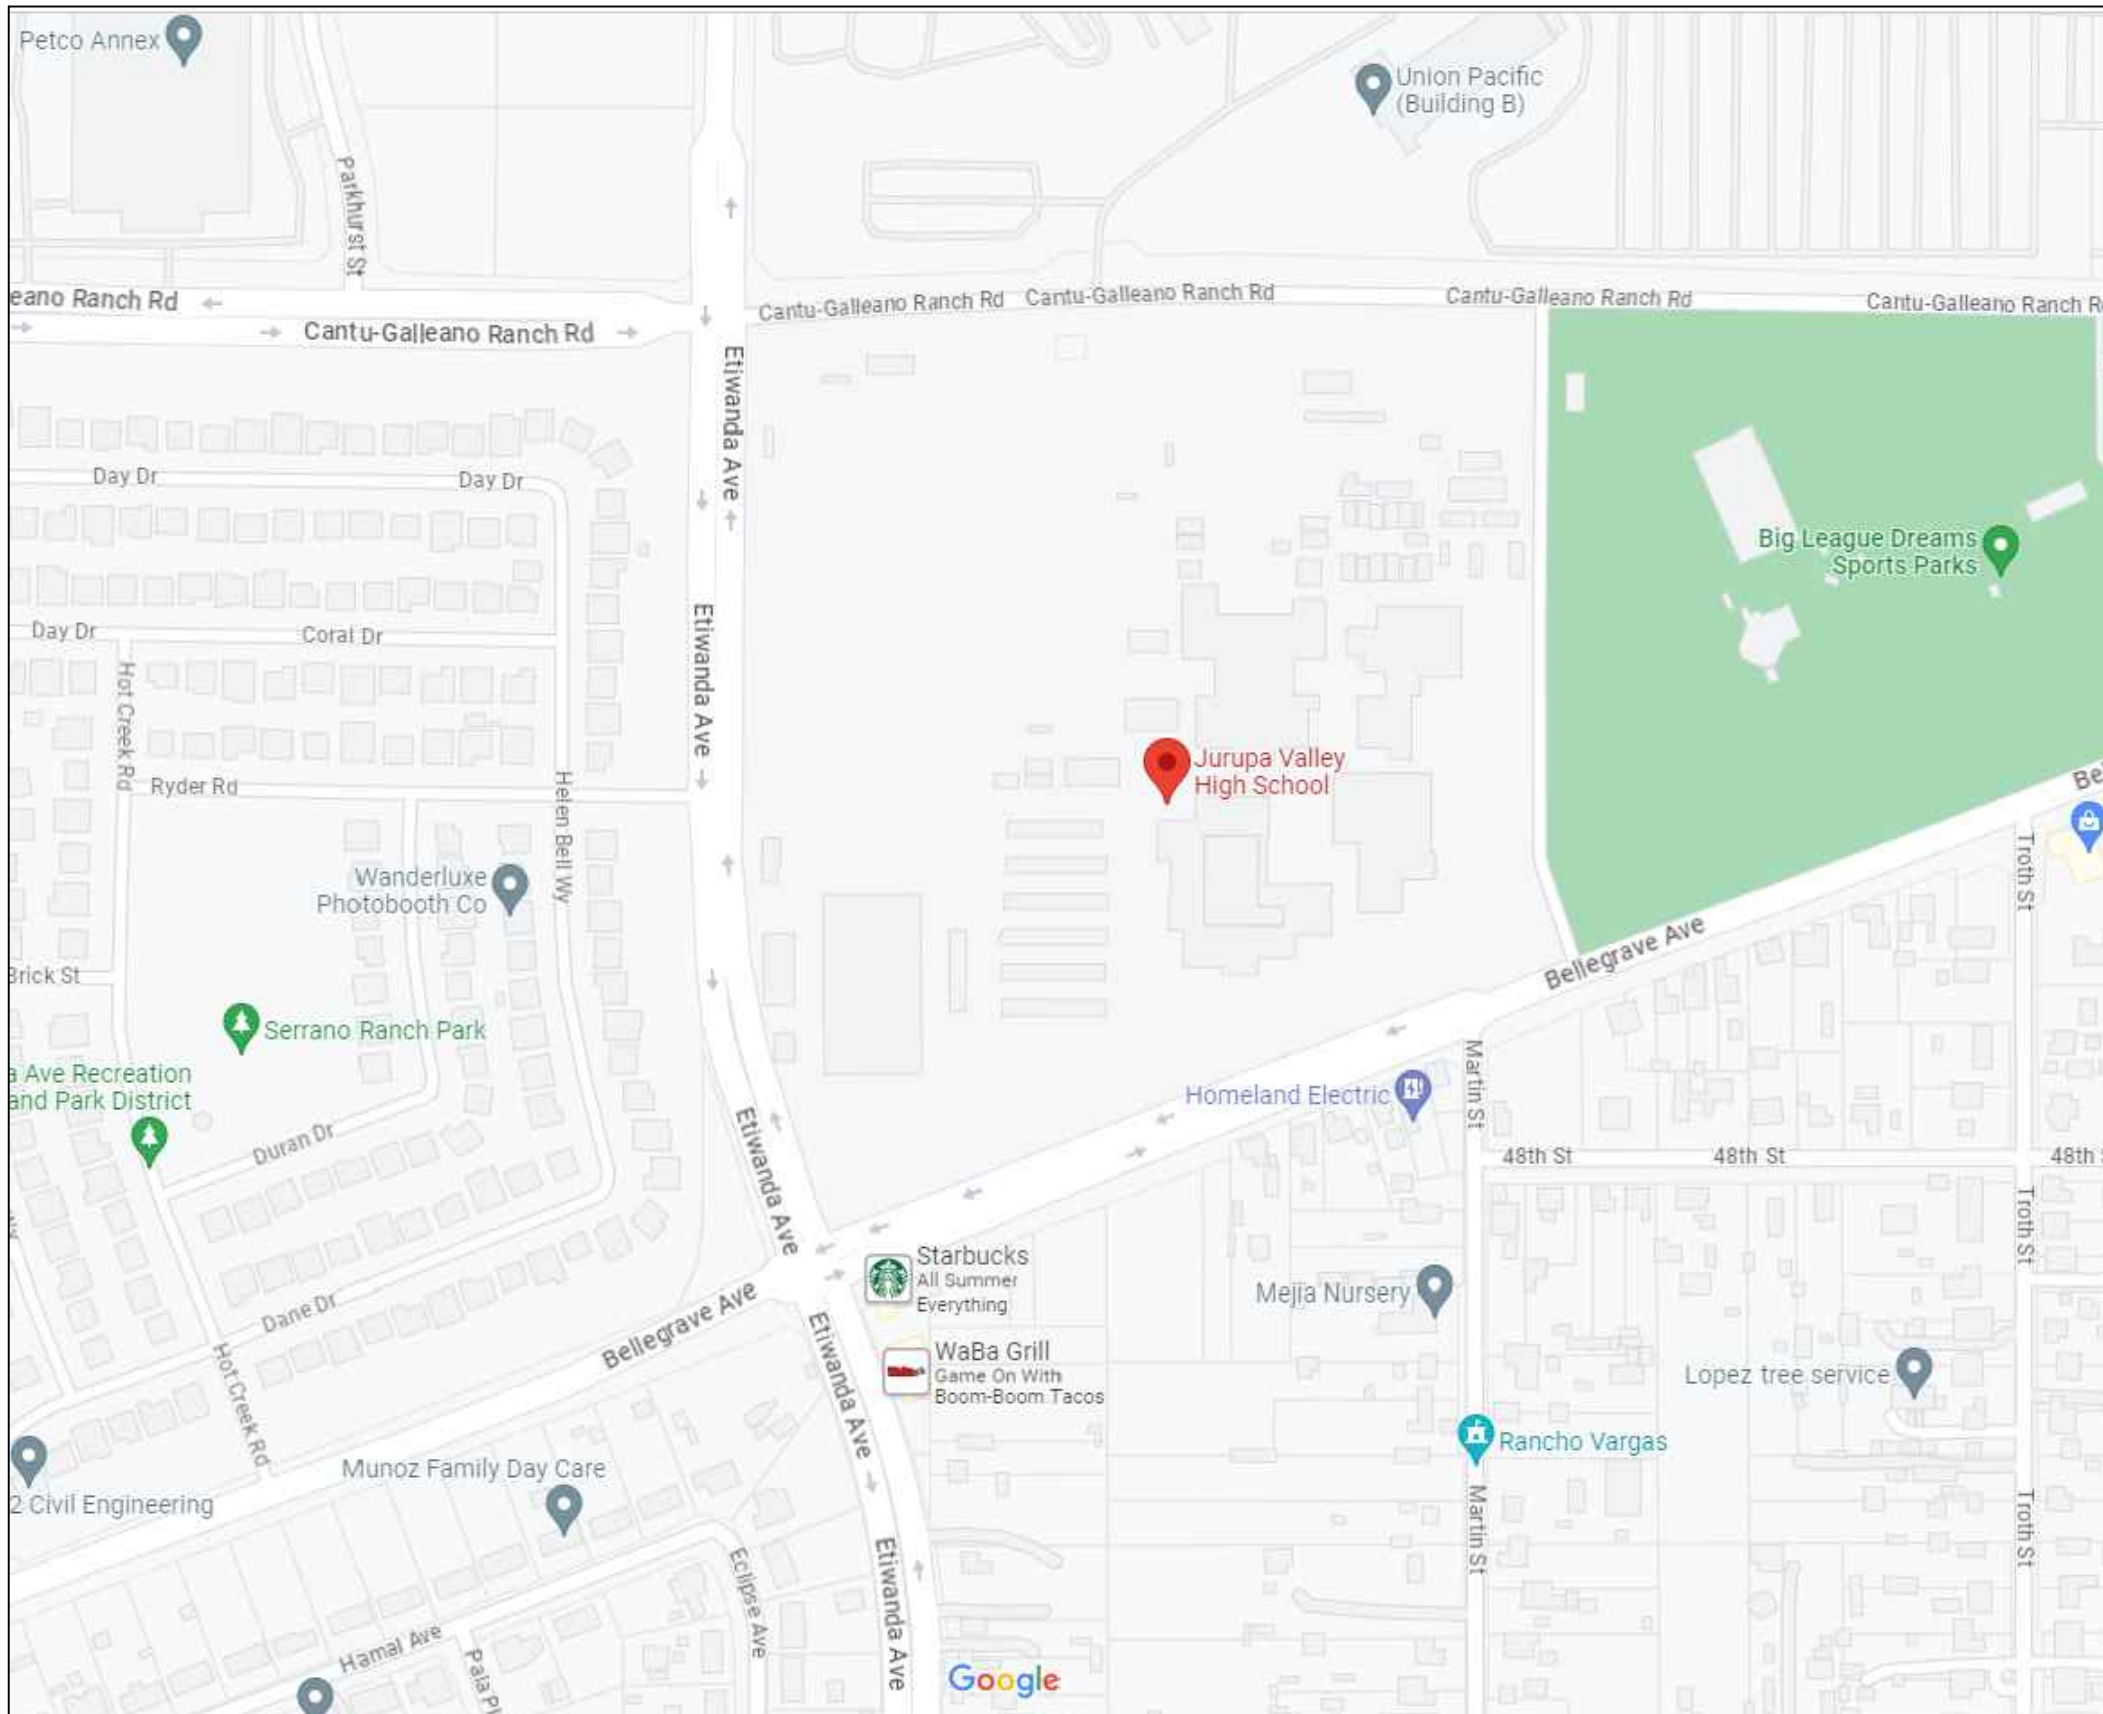 Petco Annex
Union Pacific
(Building B)
Parkhurst St
eano Ranch Rd
Cantu-Galleano Ranch Rd
Cantu-Galleano Ranch Rd
Cantu-Galleano Ranch Rd
Cantu-Galleano Ranch Rd
Cantu-Galleano Ranch R
Etiwanda Ave
Day Dr
Day Dr
Big League Dreams
Sports Parks
Day Dr
Coral Dr
Etiwanda Ave
Hot Creek Rd
Jurupa Valley
High School
Be
Ryder Rd
Helen Bell Wy
Troth St
Wanderluxe
Photobooth Co
Bellegrave Ave
Brick St
Serrano Ranch Park
a Ave Recreation
and Park District
Homeland Electric
Martin St
Duran Dr
Etiwanda Ave
48th St
48th St
48th
Troth St
Starbucks
All Summer
Everything
Mejia Nursery
Dane Dr
Bellegrave Ave
Etiwanda Ave
WaBa Grill
Game On With
Boom-Boom Tacos
Hot Creek Rd
Lopez tree service
Rancho Vargas
Munoz Family Day Care
2 Civil Engineering
Martin St
Troth St
Eclipse Ave
Etiwanda Ave
Hamal Ave
Pala Pl
Google